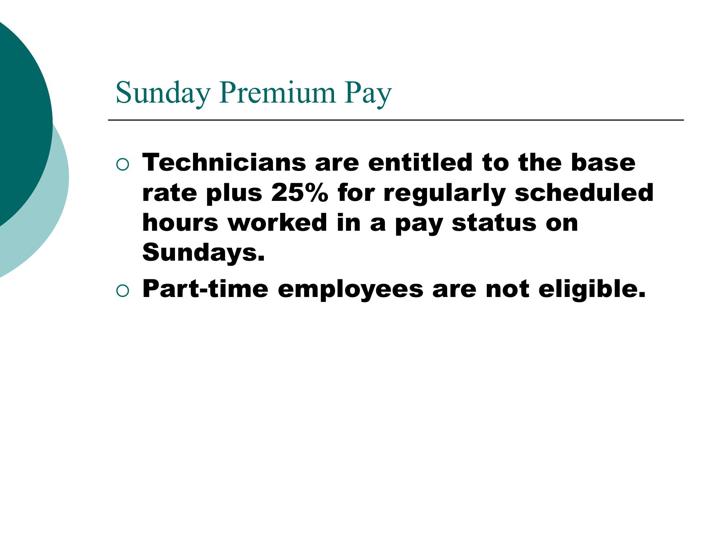 Sunday Premium Pay
Technicians are entitled to the base
rate plus 25% for regularly scheduled
hours worked in a pay status on
Sundays.
Part-time employees are not eligible.